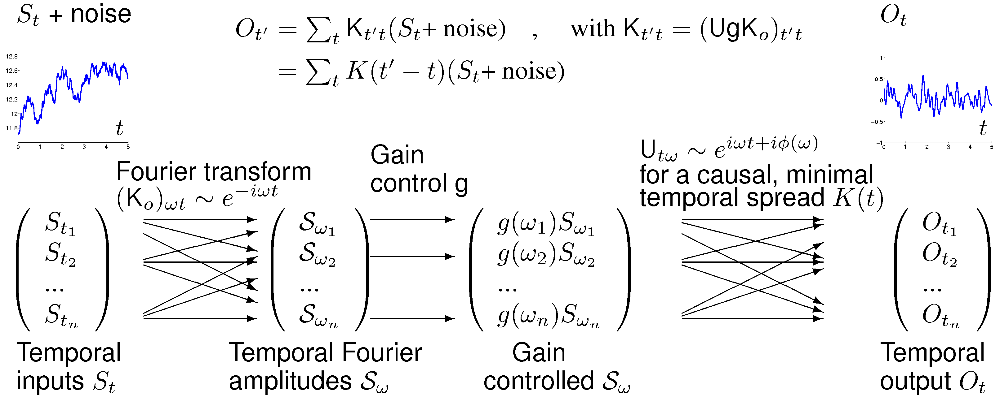 S_t + noise
O_{t'} = ∑_t K_{t't}(S_t+ noise) , with K_{t't} = (UgK_o)_{t't}
= ∑_t K(t' − t)(S_t+ noise)
O_t
12.8
12.6
12.4
12.2
12
11.8
0 1 2 3 4 5
t
1
0.5
0
−0.5
−1
0 1 2 3 4 5
t
Fourier transform
(K_o)_{ωt} ∼ e^{−iωt}
Gain
control g
U_{tω} ∼ e^{iωt+iϕ(ω)}
for a causal, minimal
temporal spread K(t)
S_{t_1}
S_{t_2}
...
S_{t_n}
𝒮_{ω_1}
𝒮_{ω_2}
...
𝒮_{ω_n}
g(ω_1)S_{ω_1}
g(ω_2)S_{ω_2}
...
g(ω_n)S_{ω_n}
O_{t_1}
O_{t_2}
...
O_{t_n}
Temporal
inputs S_t
Temporal Fourier
amplitudes 𝒮_ω
Gain
controlled 𝒮_ω
Temporal
output O_t